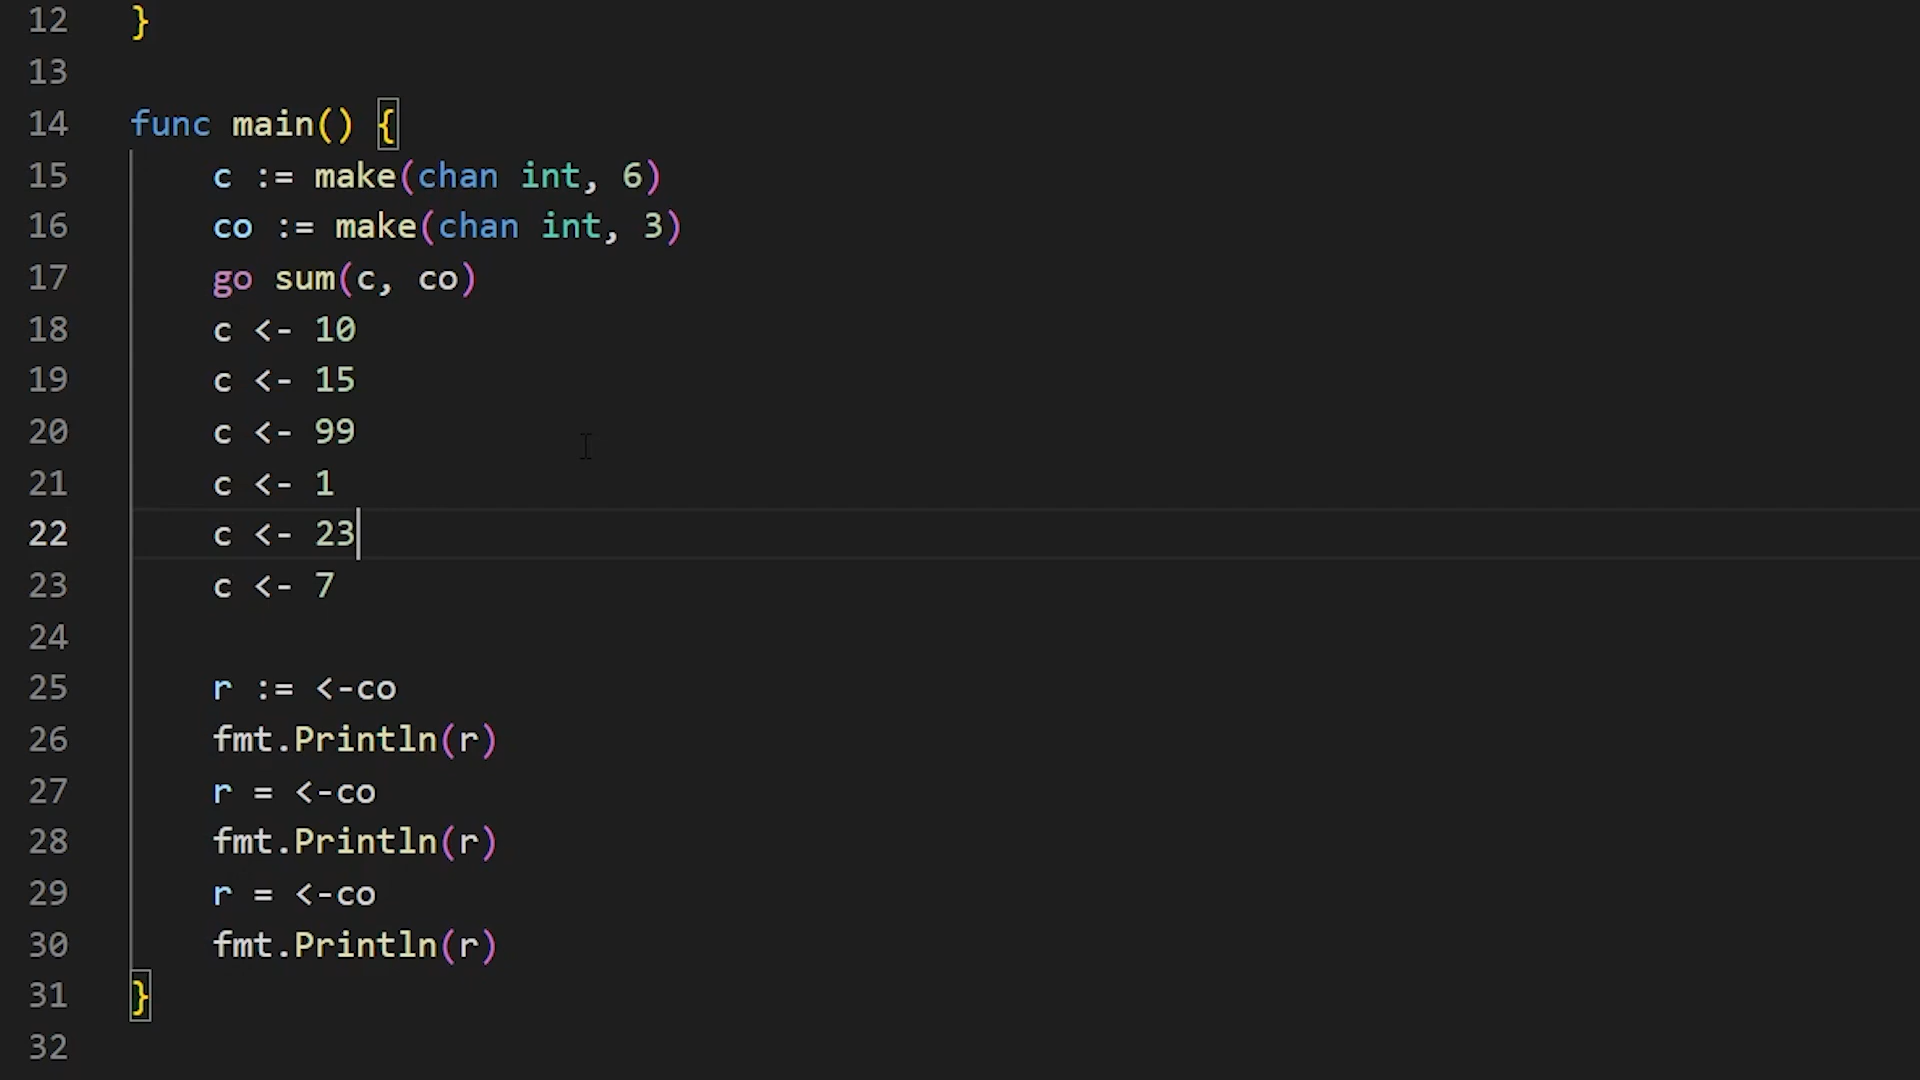 12 }
13
14 func main() {
15 c := make(chan int, 6)
16 co := make(chan int, 3)
17 go sum(c, co)
18 c <- 10
19 c <- 15
20 c <- 99
21 c <- 1
22 c <- 23
23 c <- 7
24
25 r := <-co
26 fmt.Println(r)
27 r = <-co
28 fmt.Println(r)
29 r = <-co
30 fmt.Println(r)
31 }
32